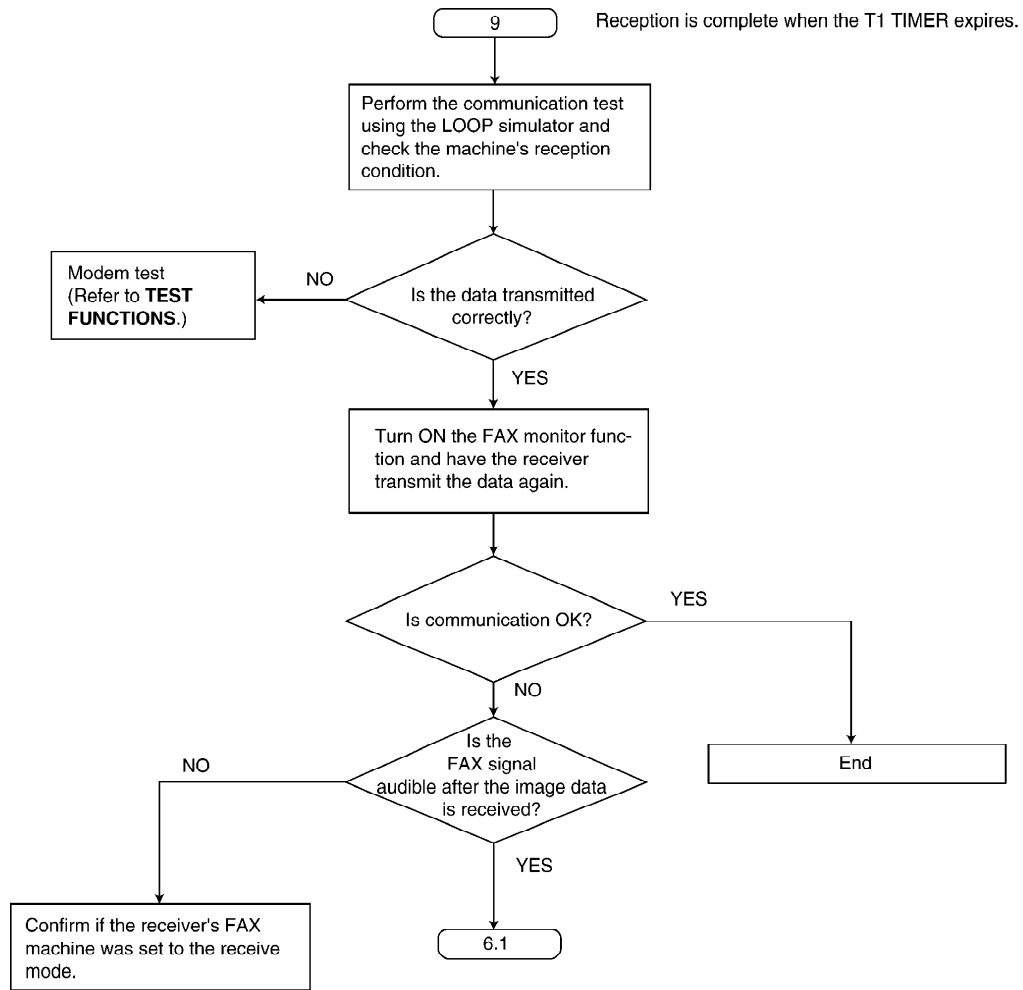 9
Reception is complete when the T1 TIMER expires.
Perform the communication test
using the LOOP simulator and
check the machine's reception
condition.
Modem test
(Refer to TEST
FUNCTIONS.)
NO
Is the data transmitted
correctly?
YES
Turn ON the FAX monitor func-
tion and have the receiver
transmit the data again.
Is communication OK?
YES
NO
Is the
FAX signal
audible after the image data
is received?
NO
End
YES
Confirm if the receiver's FAX
machine was set to the receive
mode.
6.1